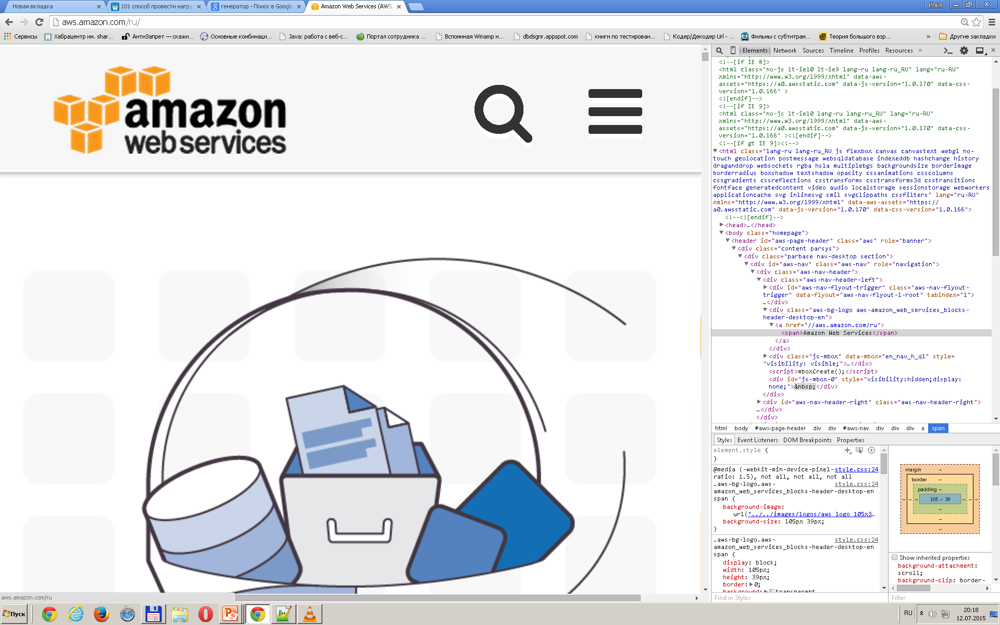 Новая вкладка
101 способ провести нагру
генератор - Поиск в Google
Amazon Web Services (AWS
Илья
aws.amazon.com/ru/
Сервисы
Хабрацентр им. shar...
АнтиЗапрет — скажи...
Основные комбинаци...
Java: работа с веб-с...
Портал сотрудника ...
Вспоминая Winamp н...
dbdsgnr.appspot.com
книги по тестирован...
Кодер/Декодер Url - ...
Фильмы с субтитрам...
Теория большого взр...
»
Другие закладки
amazon
web services
Elements Network Sources Timeline Profiles Resources »
<!--[if IE 8]>
<html class="no-js lt-ie10 lt-ie9 lang-ru lang-ru_RU" lang="ru-RU"
xmlns="http://www.w3.org/1999/xhtml" data-aws-
assets="https://a0.awsstatic.com" data-js-version="1.0.170" data-css-
version="1.0.166" >
<![endif]-->
<!--[if IE 9]>
<html class="no-js lt-ie10 lang-ru lang-ru_RU" lang="ru-RU"
xmlns="http://www.w3.org/1999/xhtml" data-aws-
assets="https://a0.awsstatic.com" data-js-version="1.0.170" data-css-
version="1.0.166" ><![endif]-->
<!--[if gt IE 9]><!-->
<html class="lang-ru lang-ru_RU js flexbox canvas canvastext webgl no-
touch geolocation postmessage websqldatabase indexeddb hashchange history
draganddrop websockets rgba hsla multiplebgs backgroundsize borderimage
borderradius boxshadow textshadow opacity cssanimations csscolumns
cssgradients cssreflections csstransforms csstransforms3d csstransitions
fontface generatedcontent video audio localstorage sessionstorage webworkers
applicationcache svg inlinesvg smil svgclippaths cssfilters" lang="ru-RU"
xmlns="http://www.w3.org/1999/xhtml" data-aws-assets="https://
a0.awsstatic.com" data-js-version="1.0.170" data-css-version="1.0.166">
<!--<![endif]-->
<head>…</head>
<body class="homepage">
<header id="aws-page-header" class="aws" role="banner">
<div class="content parsys">
<div class="parbase nav-desktop section">
<div id="aws-nav" class="aws-nav" role="navigation">
<div class="aws-nav-header">
<div class="aws-nav-header-left">
<div id="aws-nav-flyout-trigger" class="aws-nav-flyout-
trigger" data-flyout="aws-nav-flyout-1-root" tabindex="1">
…</div>
<div class="aws-bg-logo aws-amazon_web_services_blocks-
header-desktop-en">
<a href="//aws.amazon.com/ru">
<span>Amazon Web Services</span>
</a>
</div>
<div class="js-mbox" data-mbox="en_nav_h_ql" style=
"visibility: visible;">…</div>
<script>mboxCreate();</script>
<div id="js-mbox-0" style="visibility:hidden;display:
none;">&nbsp;</div>
</div>
<div id="aws-nav-header-right" class="aws-nav-header-right">
…</div>
</div>
html body #aws-page-header div div #aws-nav div div div a span
Styles Event Listeners DOM Breakpoints Properties
element.style {
}
@media (-webkit-min-device-pixel- style.css:24
ratio: 1.5), not all, not all, not all
.aws-bg-logo.aws- style.css:24
amazon_web_services_blocks-header-desktop-en
span {
background-image:
url("../../images/logos/aws_logo_105x3…
background-size: 105px 39px;
}
.aws-bg-logo.aws- style.css:24
amazon_web_services_blocks-header-desktop-en
span {
display: block;
width: 105px;
height: 39px;
border: 0;
background: transparent
Find in Styles
margin –
border –
padding –
– – – 105 × 39 – – –
–
–
–
Show inherited properties
background-attachment:
scroll;
background-clip: border-
Filter
aws.amazon.com/ru
Пуск
64
RU
20:18
12.07.2015